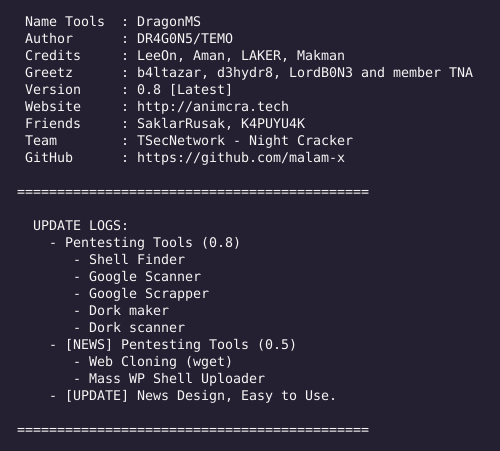 Name Tools  : DragonMS
Author      : DR4G0N5/TEMO
Credits     : LeeOn, Aman, LAKER, Makman
Greetz      : b4ltazar, d3hydr8, LordB0N3 and member TNA
Version     : 0.8 [Latest]
Website     : http://animcra.tech
Friends     : SaklarRusak, K4PUYU4K
Team        : TSecNetwork - Night Cracker
GitHub      : https://github.com/malam-x
============================================
UPDATE LOGS:
- Pentesting Tools (0.8)
- Shell Finder
- Google Scanner
- Google Scrapper
- Dork maker
- Dork scanner
- [NEWS] Pentesting Tools (0.5)
- Web Cloning (wget)
- Mass WP Shell Uploader
- [UPDATE] News Design, Easy to Use.
============================================